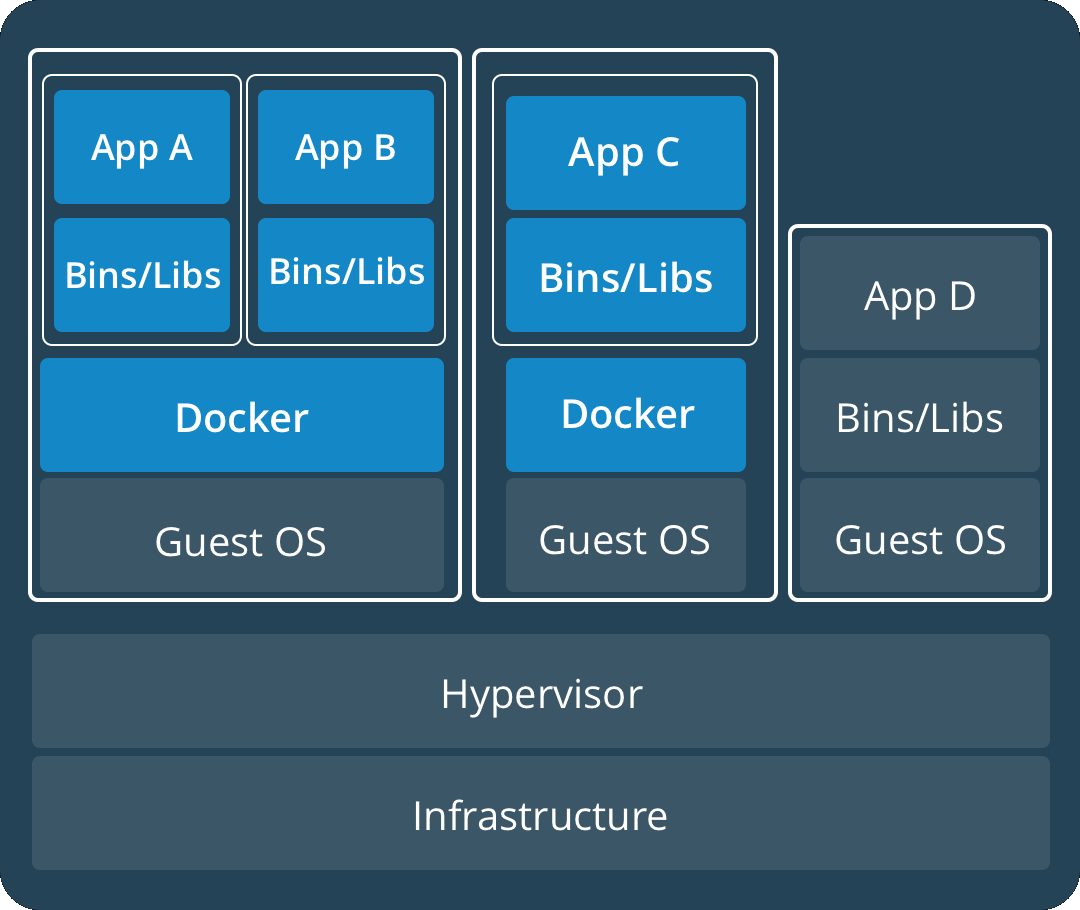 App A
Bins/Libs
App B
Bins/Libs
Docker
Guest OS
App C
Bins/Libs
Docker
Guest OS
App D
Bins/Libs
Guest OS
Hypervisor
Infrastructure